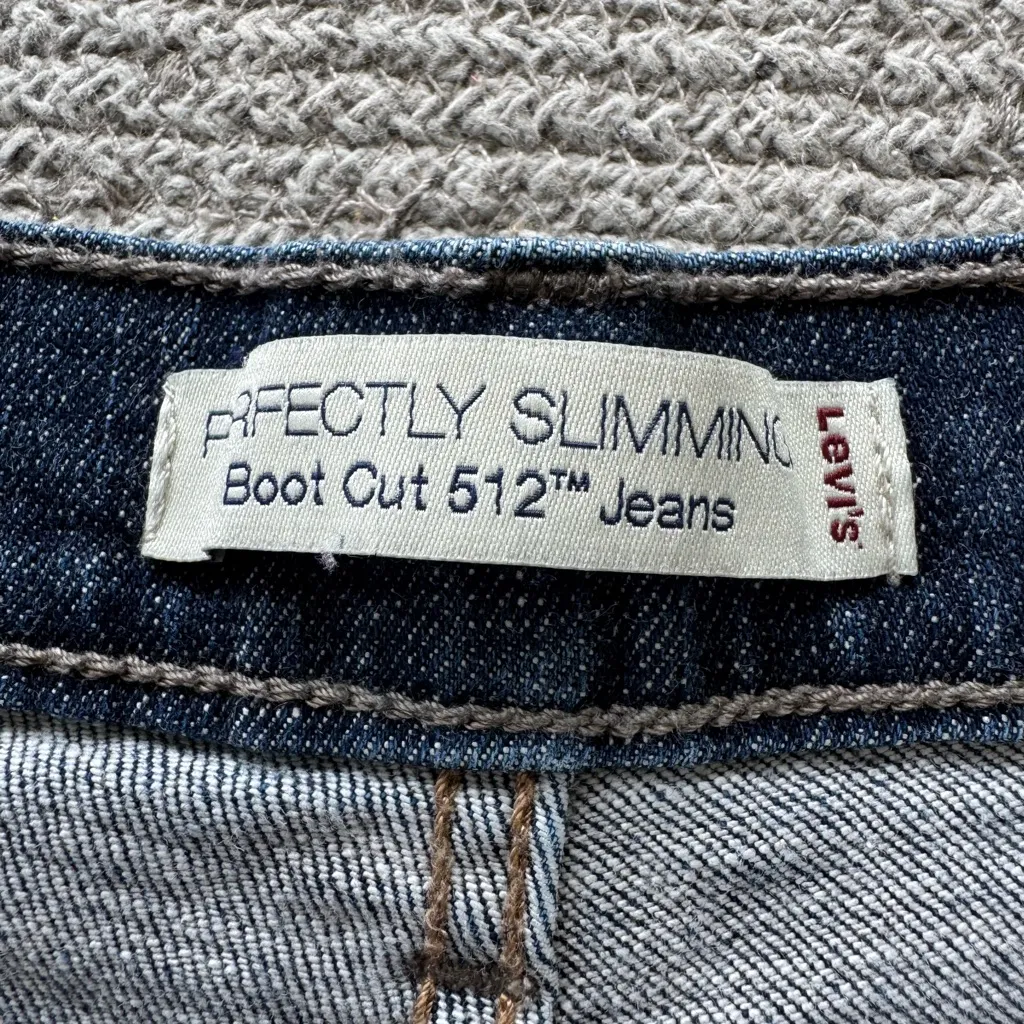 PERFECTLY SLIMMING
Boot Cut 512™ Jeans
Levi's